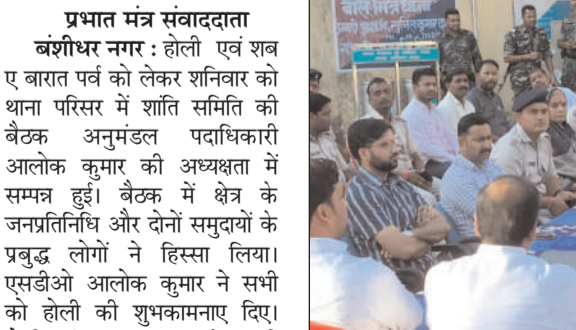 प्रभात मंत्र संवाददाता
बंशीधर नगर : होली एवं शब
ए बारात पर्व को लेकर शनिवार को
थाना परिसर में शांति समिति की
बैठक अनुमंडल पदाधिकारी
आलोक कुमार की अध्यक्षता में
सम्पन्न हुई। बैठक में क्षेत्र के
जनप्रतिनिधि और दोनों समुदायों के
प्रबुद्ध लोगों ने हिस्सा लिया।
एसडीओ आलोक कुमार ने सभी
को होली की शुभकामनाए दिए।